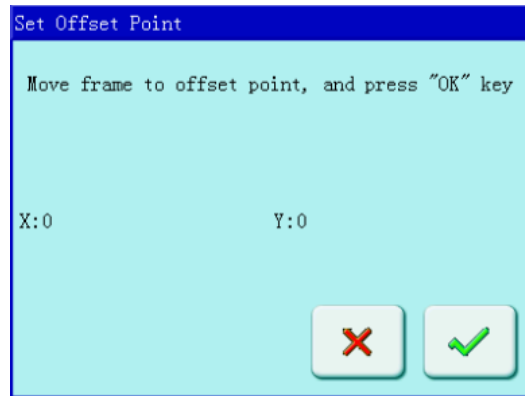 Set Offset Point
Move frame to offset point, and press "OK" key
X:0 Y:0